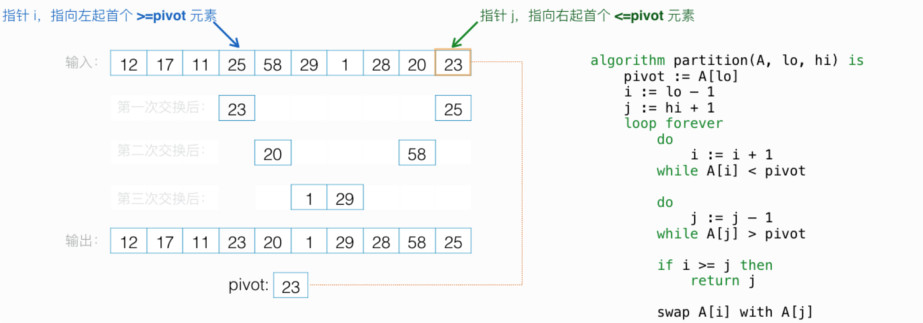 指针 i，指向左起首个 >=pivot 元素
指针 j，指向右起首个 <=pivot 元素
输入： 12 17 11 25 58 29 1 28 20 23
第一次交换后： 23 25
第二次交换后： 20 58
第三次交换后： 1 29
输出： 12 17 11 23 20 1 29 28 58 25
pivot: 23
algorithm partition(A, lo, hi) is
pivot := A[lo]
i := lo – 1
j := hi + 1
loop forever
do
i := i + 1
while A[i] < pivot
do
j := j – 1
while A[j] > pivot
if i >= j then
return j
swap A[i] with A[j]